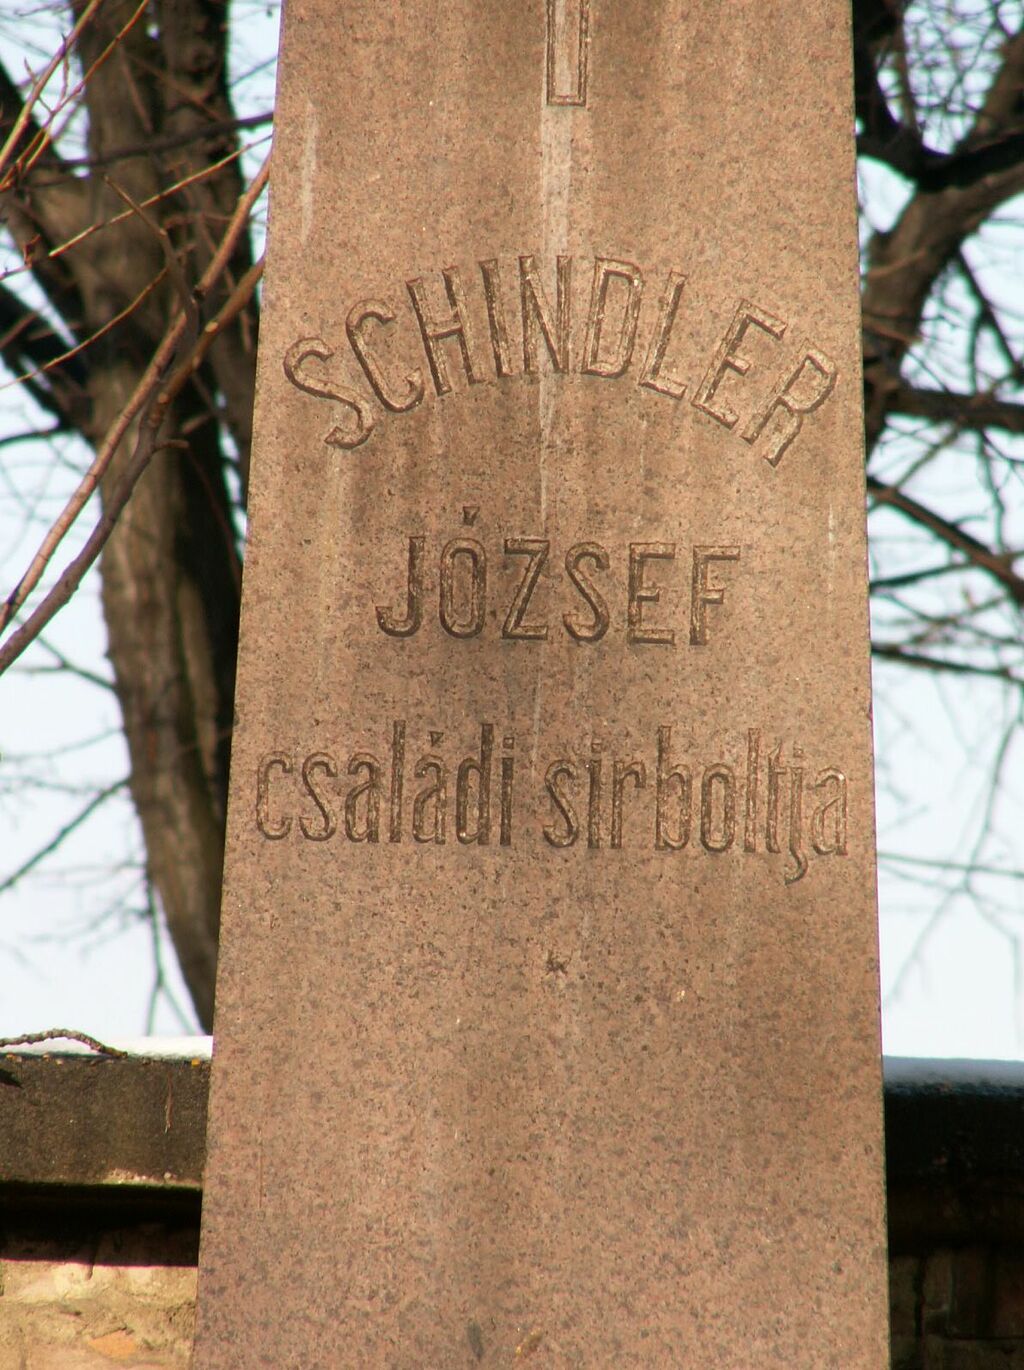 SCHINDLER
JÓZSEF
családi sirboltja